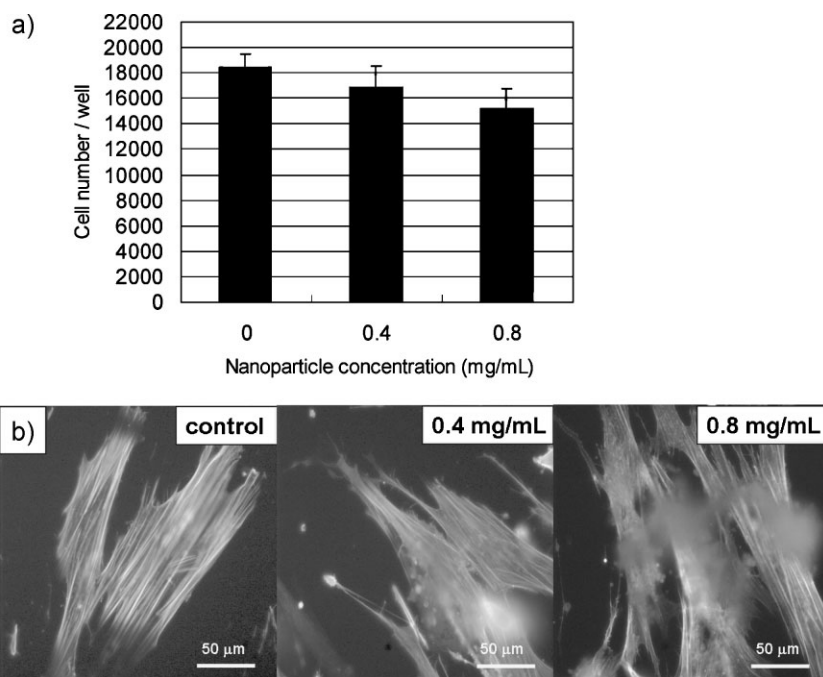 a)
22000
20000
18000
16000
14000
12000
10000
8000
6000
4000
2000
0
Cell number / well
0 0.4 0.8
Nanoparticle concentration (mg/mL)
b) control 0.4 mg/mL 0.8 mg/mL
50 μm 50 μm 50 μm